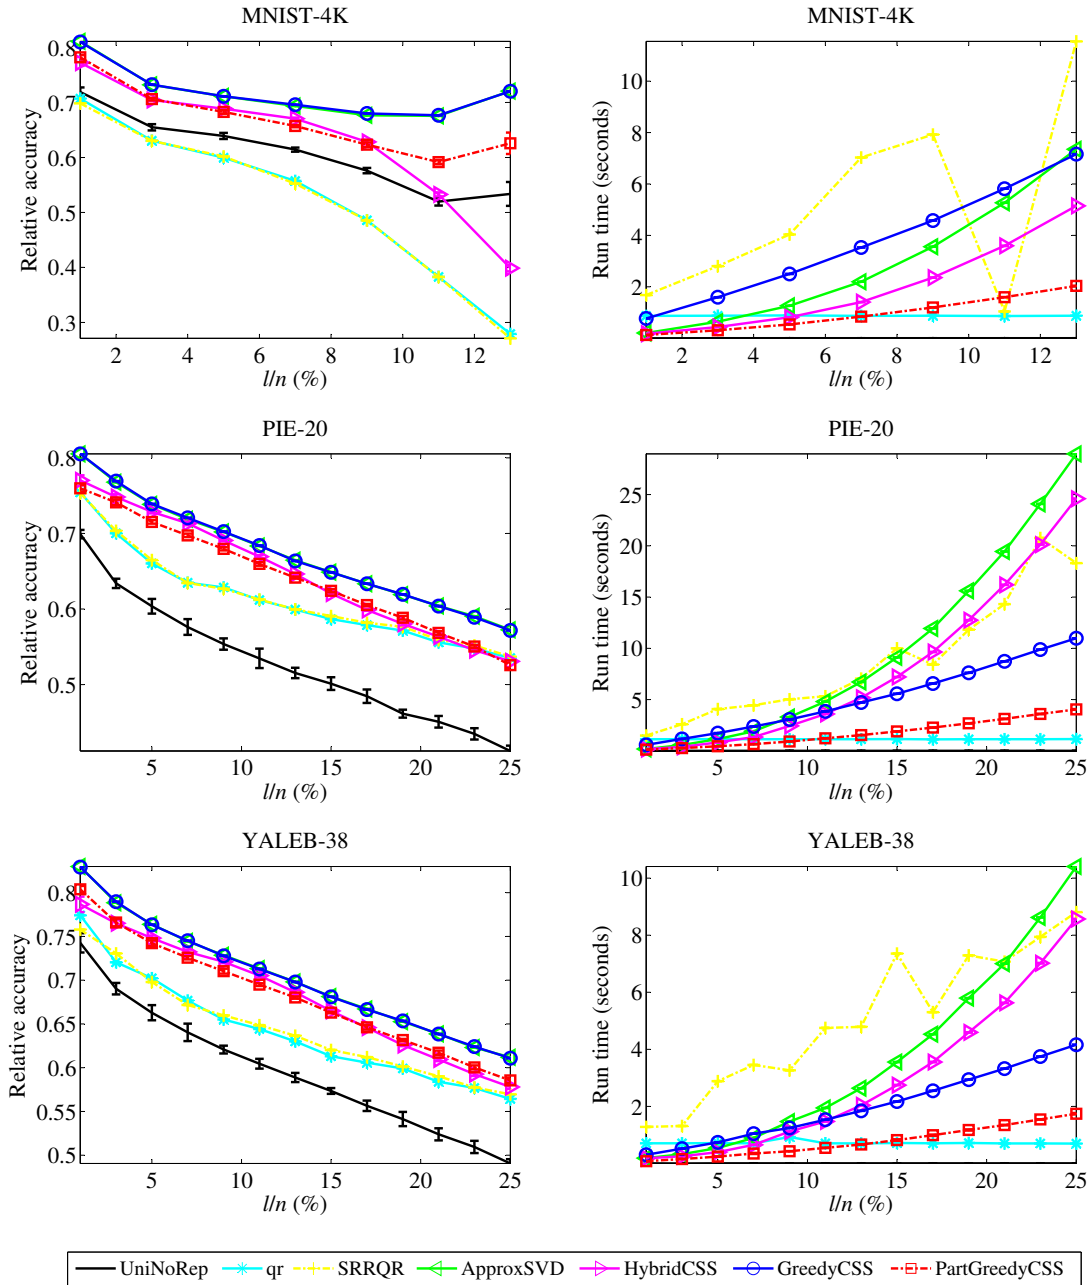 MNIST-4K
0.8
0.7
0.6
0.5
0.4
0.3
Relative accuracy
2 4 6 8 10 12
l/n (%)
MNIST-4K
10
8
6
4
2
Run time (seconds)
2 4 6 8 10 12
l/n (%)
PIE-20
0.8
0.7
0.6
0.5
Relative accuracy
5 10 15 20 25
l/n (%)
PIE-20
25
20
15
10
5
Run time (seconds)
5 10 15 20 25
l/n (%)
YALEB-38
0.8
0.75
0.7
0.65
0.6
0.55
0.5
Relative accuracy
5 10 15 20 25
l/n (%)
YALEB-38
10
8
6
4
2
Run time (seconds)
5 10 15 20 25
l/n (%)
UniNoRep qr SRRQR ApproxSVD HybridCSS GreedyCSS PartGreedyCSS